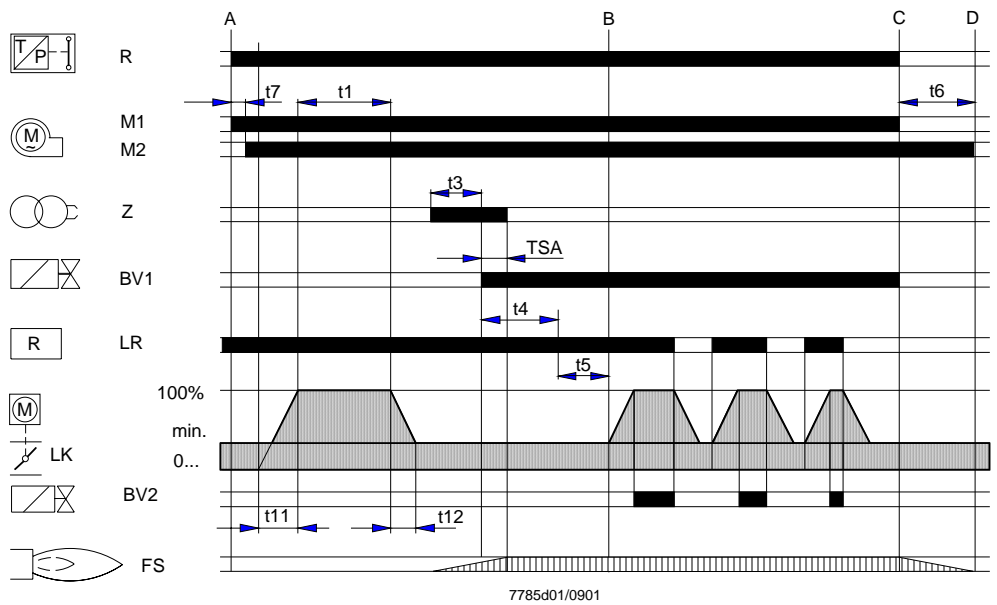 A B C D
T P R
t7 t1 t6
M1
M ~
M2
t3
Z
TSA
BV1
t4
R LR
t5
100%
M
min.
LK
0...
BV2
t11 t12
FS
7785d01/0901